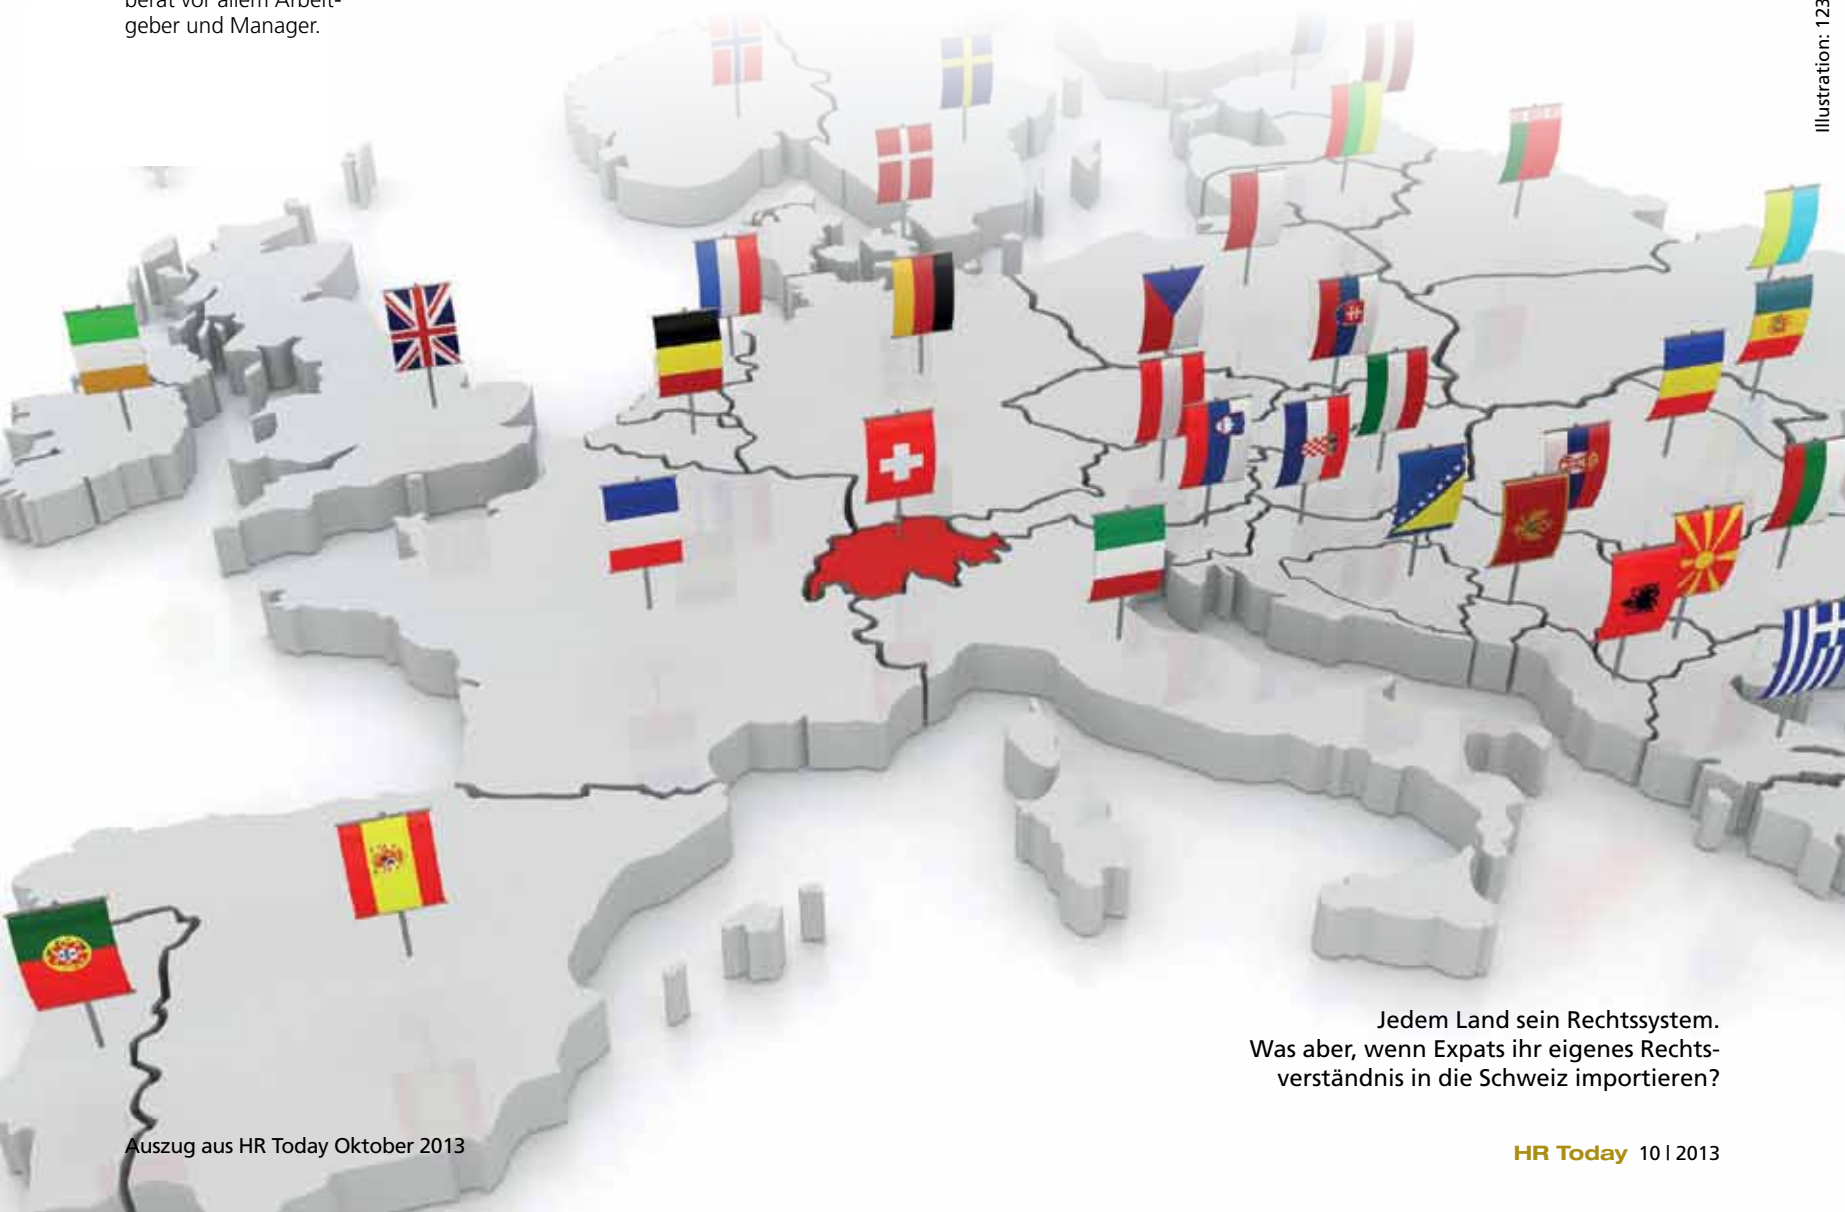 berät vor allem Arbeit-
geber und Manager.
Illustration: 123
Jedem Land sein Rechtssystem.
Was aber, wenn Expats ihr eigenes Rechts-
verständnis in die Schweiz importieren?
Auszug aus HR Today Oktober 2013
HR Today 10 | 2013